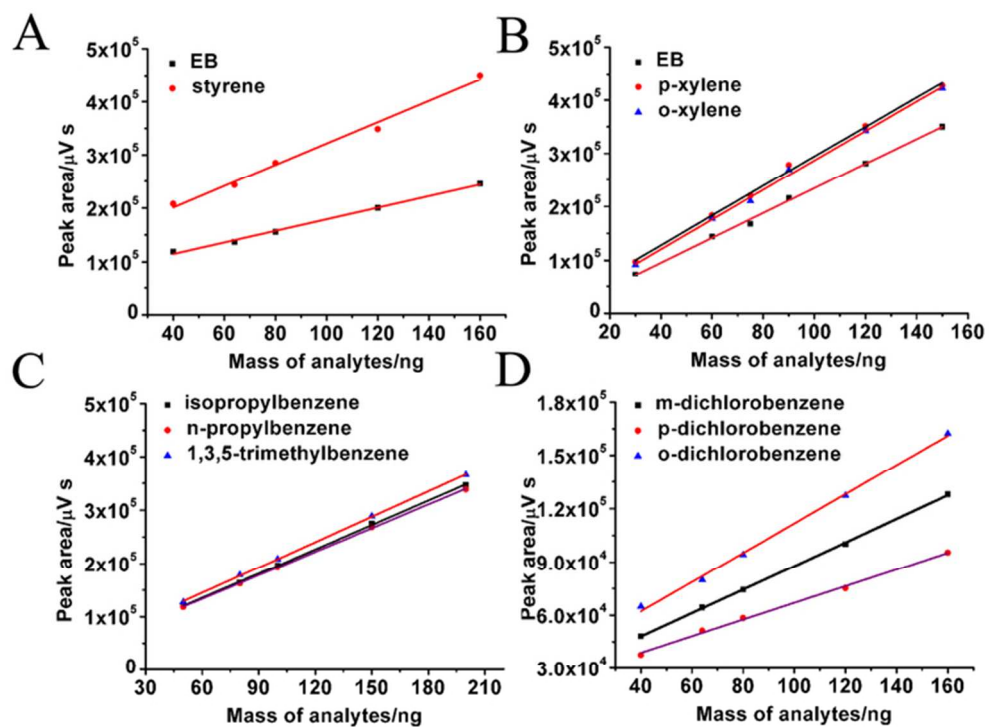 A
EB
styrene
5x10⁵
4x10⁵
3x10⁵
2x10⁵
1x10⁵
0
Peak area/μV s
40 60 80 100 120 140 160
Mass of analytes/ng
B
EB
p-xylene
o-xylene
5x10⁵
4x10⁵
3x10⁵
2x10⁵
1x10⁵
0
Peak area/μV s
20 40 60 80 100 120 140 160
Mass of analytes/ng
C
isopropylbenzene
n-propylbenzene
1,3,5-trimethylbenzene
5x10⁵
4x10⁵
3x10⁵
2x10⁵
1x10⁵
0
Peak area/μV s
30 60 90 120 150 180 210
Mass of analytes/ng
D
m-dichlorobenzene
p-dichlorobenzene
o-dichlorobenzene
1.8x10⁵
1.5x10⁵
1.2x10⁵
9.0x10⁴
6.0x10⁴
3.0x10⁴
Peak area/μV s
40 60 80 100 120 140 160
Mass of analytes/ng